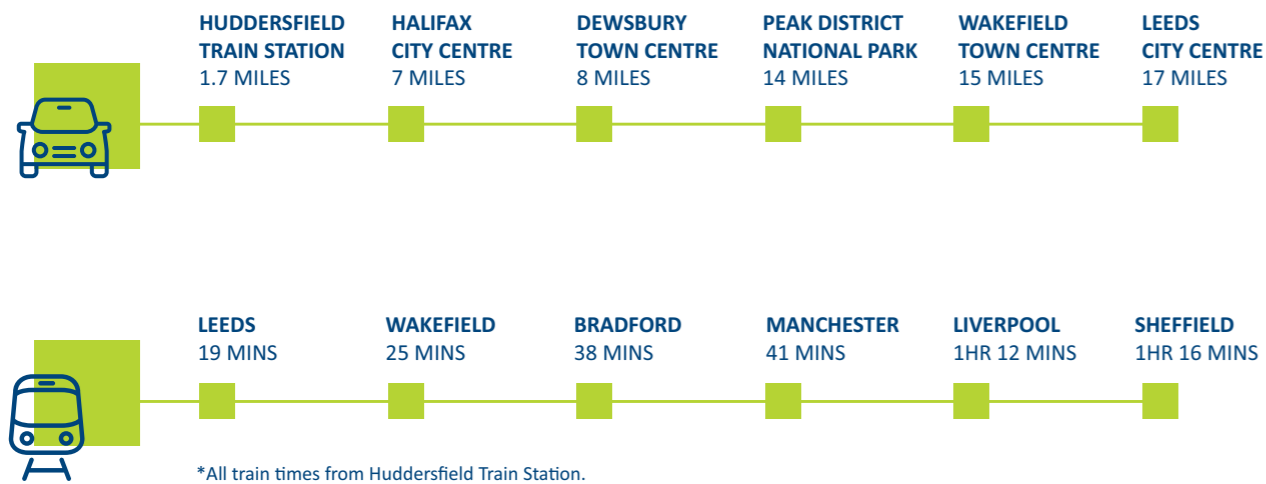 HUDDERSFIELD
TRAIN STATION
1.7 MILES
HALIFAX
CITY CENTRE
7 MILES
DEWSBURY
TOWN CENTRE
8 MILES
PEAK DISTRICT
NATIONAL PARK
14 MILES
WAKEFIELD
TOWN CENTRE
15 MILES
LEEDS
CITY CENTRE
17 MILES
LEEDS
19 MINS
WAKEFIELD
25 MINS
BRADFORD
38 MINS
MANCHESTER
41 MINS
LIVERPOOL
1HR 12 MINS
SHEFFIELD
1HR 16 MINS
*All train times from Huddersfield Train Station.